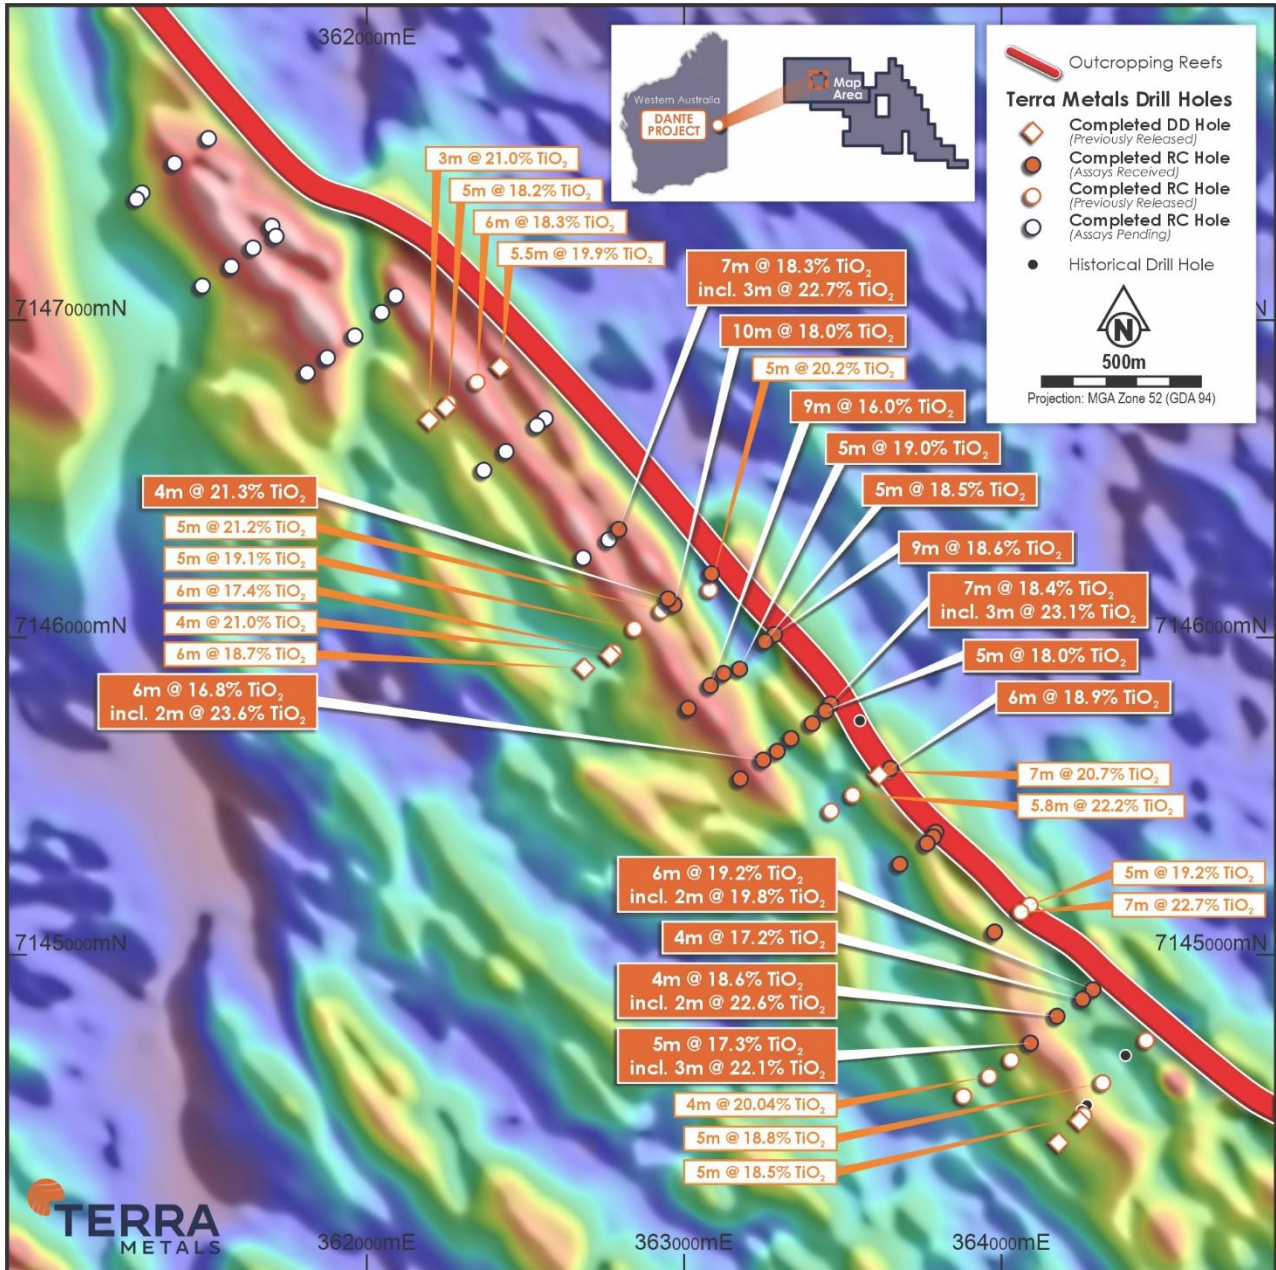 362000mE
Western Australia
DANTE
PROJECT
Map
Area
Outcropping Reefs
Terra Metals Drill Holes
Completed DD Hole
(Previously Released)
Completed RC Hole
(Assays Received)
Completed RC Hole
(Previously Released)
Completed RC Hole
(Assays Pending)
Historical Drill Hole
N
500m
Projection: MGA Zone 52 (GDA 94)
3m @ 21.0% TiO₂
5m @ 18.2% TiO₂
6m @ 18.3% TiO₂
5.5m @ 19.9% TiO₂
7m @ 18.3% TiO₂
incl. 3m @ 22.7% TiO₂
7147000mN
N
10m @ 18.0% TiO₂
5m @ 20.2% TiO₂
9m @ 16.0% TiO₂
5m @ 19.0% TiO₂
5m @ 18.5% TiO₂
9m @ 18.6% TiO₂
7m @ 18.4% TiO₂
incl. 3m @ 23.1% TiO₂
5m @ 18.0% TiO₂
6m @ 18.9% TiO₂
4m @ 21.3% TiO₂
5m @ 21.2% TiO₂
5m @ 19.1% TiO₂
6m @ 17.4% TiO₂
4m @ 21.0% TiO₂
6m @ 18.7% TiO₂
6m @ 16.8% TiO₂
incl. 2m @ 23.6% TiO₂
7146000mN
7146000mN
7m @ 20.7% TiO₂
5.8m @ 22.2% TiO₂
5m @ 19.2% TiO₂
7m @ 22.7% TiO₂
6m @ 19.2% TiO₂
incl. 2m @ 19.8% TiO₂
4m @ 17.2% TiO₂
4m @ 18.6% TiO₂
incl. 2m @ 22.6% TiO₂
5m @ 17.3% TiO₂
incl. 3m @ 22.1% TiO₂
4m @ 20.04% TiO₂
5m @ 18.8% TiO₂
5m @ 18.5% TiO₂
7145000mN
7145000mN
TERRA
METALS
362000mE
363000mE
364000mE